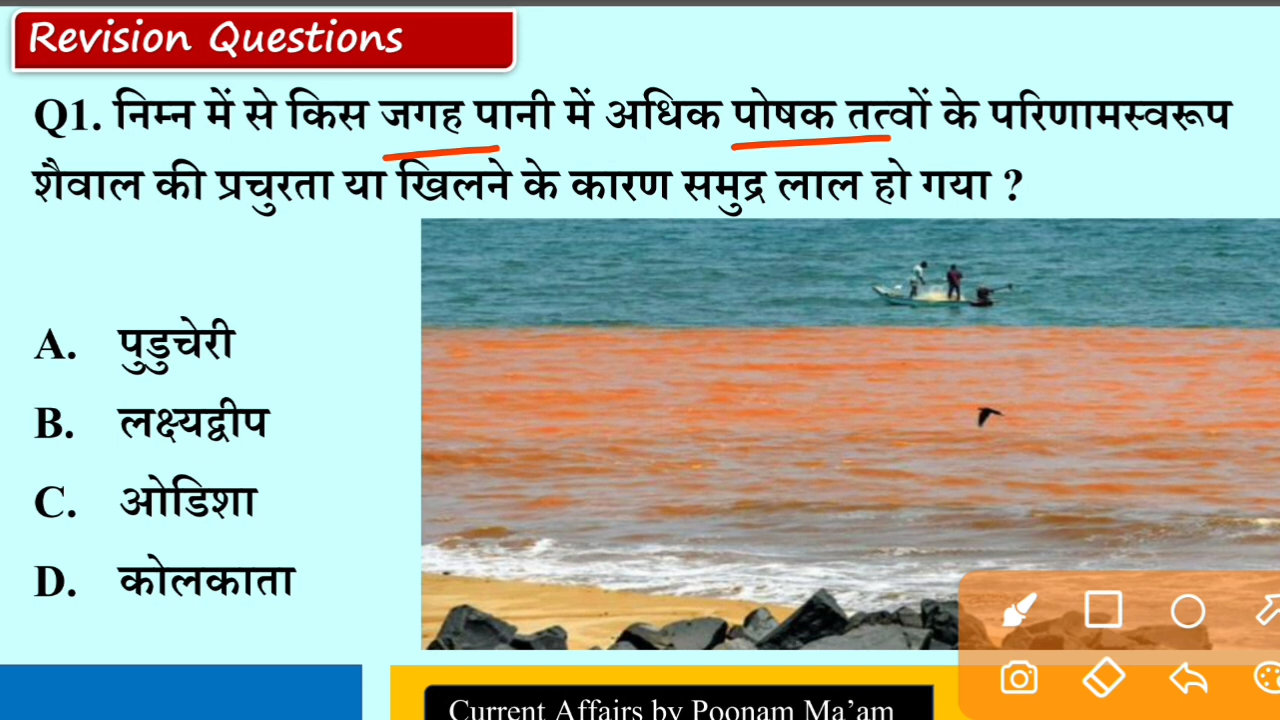 Revision Questions
Q1. निम्न में से किस जगह पानी में अधिक पोषक तत्वों के परिणामस्वरूप
शैवाल की प्रचुरता या खिलने के कारण समुद्र लाल हो गया ?
A. पुडुचेरी
B. लक्ष्यद्वीप
C. ओडिशा
D. कोलकाता
Current Affairs by Poonam Ma'am